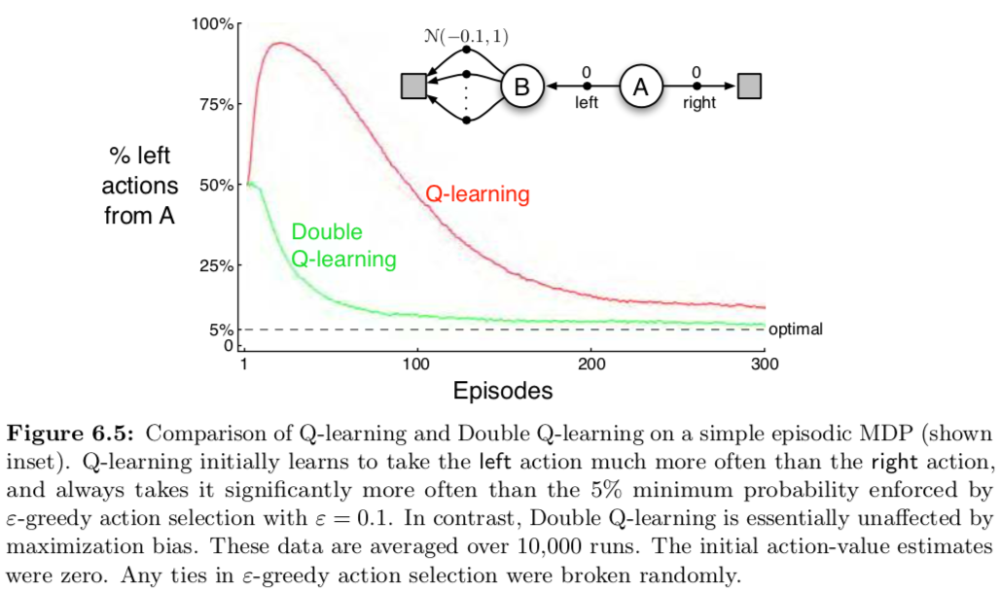 100%
75%
50%
25%
5%
0
% left
actions
from A
N(−0.1, 1)
B
0
left
A
0
right
Q-learning
Double
Q-learning
optimal
1
100
200
300
Episodes
Figure 6.5: Comparison of Q-learning and Double Q-learning on a simple episodic MDP (shown
inset). Q-learning initially learns to take the left action much more often than the right action,
and always takes it significantly more often than the 5% minimum probability enforced by
ε-greedy action selection with ε = 0.1. In contrast, Double Q-learning is essentially unaffected by
maximization bias. These data are averaged over 10,000 runs. The initial action-value estimates
were zero. Any ties in ε-greedy action selection were broken randomly.